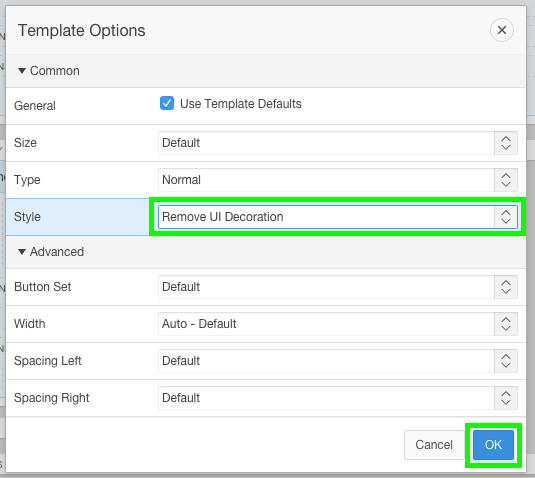 Template Options
Common
General Use Template Defaults
Size Default
Type Normal
Style Remove UI Decoration
Advanced
Button Set Default
Width Auto - Default
Spacing Left Default
Spacing Right Default
Cancel OK